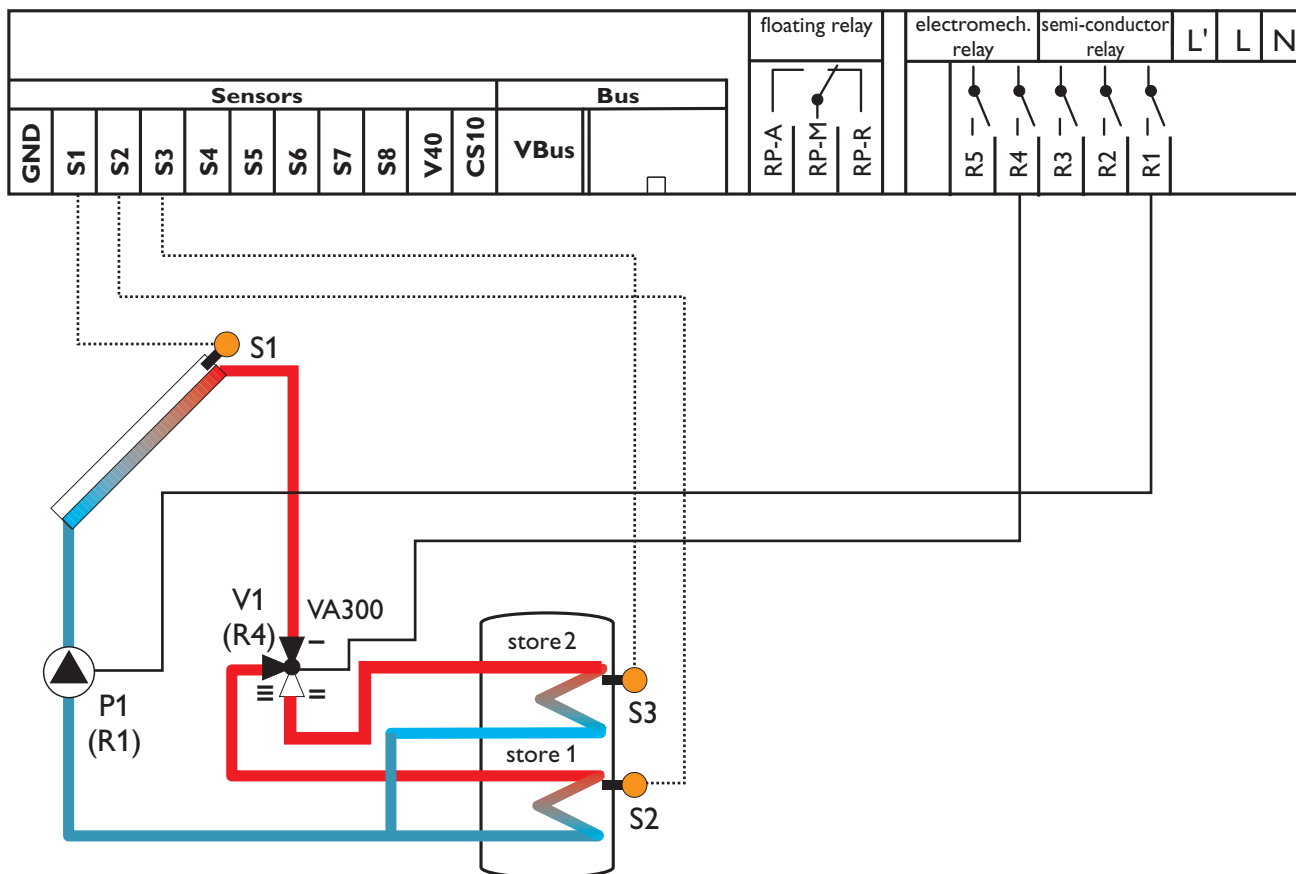 floating relay
electromech. relay
semi-conductor relay
L'
L
N
Sensors
Bus
GND
S1
S2
S3
S4
S5
S6
S7
S8
V40
CS10
VBus
RP-A
RP-M
RP-R
R5
R4
R3
R2
R1
S1
V1
(R4)
VA300
store 2
S3
P1
(R1)
store 1
S2